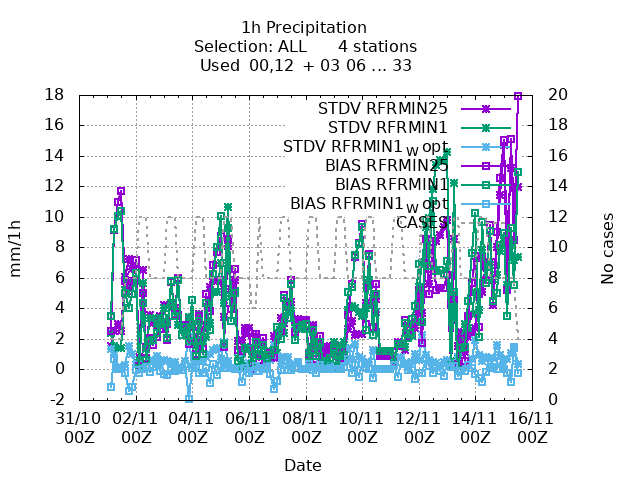 1h Precipitation
Selection: ALL 4 stations
Used 00,12 + 03 06 ... 33
18 20
16 18
14 16
12 14
10 12
8 10
6 8
4 6
2 4
0 2
-2 0
STDV RFRMIN25
STDV RFRMIN1
STDV RFRMIN1_W opt
BIAS RFRMIN25
BIAS RFRMIN1
BIAS RFRMIN1_W opt
CASES
mm/1h
No cases
31/10 02/11 04/11 06/11 08/11 10/11 12/11 14/11 16/11
00Z 00Z 00Z 00Z 00Z 00Z 00Z 00Z 00Z
Date